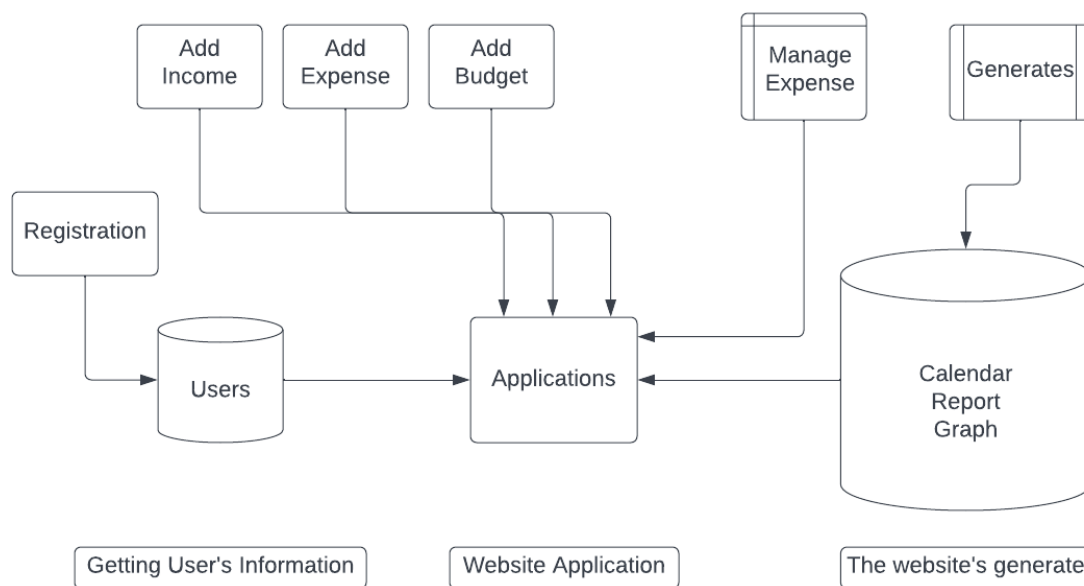 Add
Income
Add
Expense
Add
Budget
Manage
Expense
Generates
Registration
Users
Applications
Calendar
Report
Graph
Getting User's Information
Website Application
The website's generate